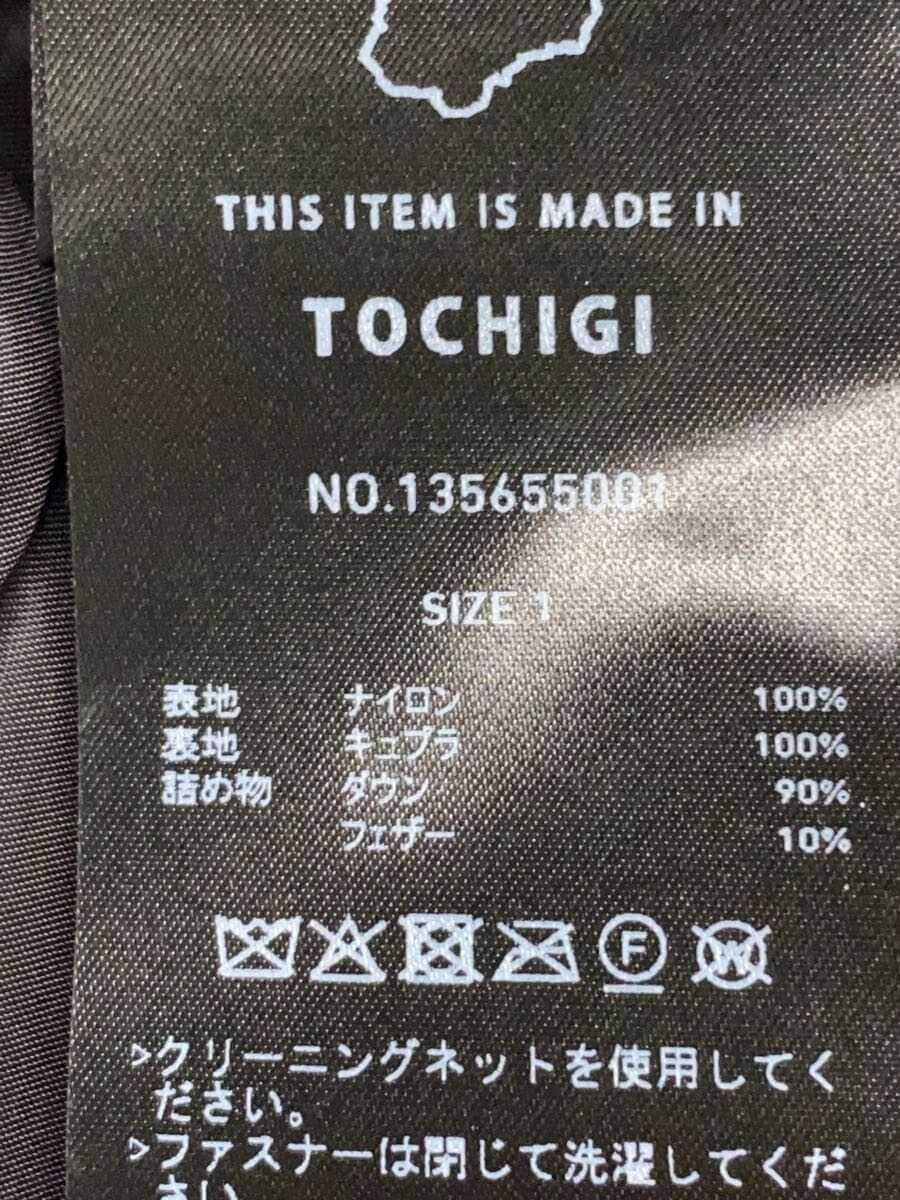 THIS ITEM IS MADE IN
TOCHIGI
NO.135655001
SIZE 1
表地 ナイロン 100%
裏地 キュプラ 100%
詰め物 ダウン 90%
フェザー 10%
F W
▷クリーニングネットを使用してく
ださい。
▷ファスナーは閉じて洗濯してくだ
さい。